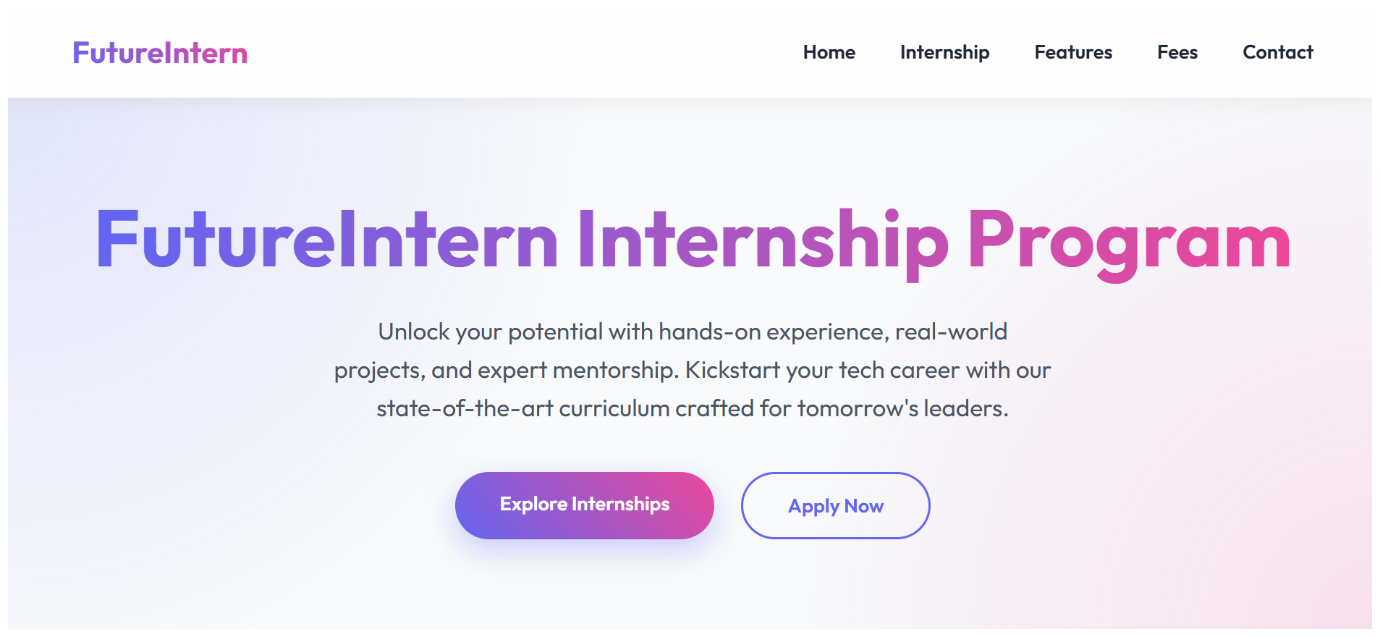 FutureIntern
Home Internship Features Fees Contact
FutureIntern Internship Program
Unlock your potential with hands-on experience, real-world
projects, and expert mentorship. Kickstart your tech career with our
state-of-the-art curriculum crafted for tomorrow's leaders.
Explore Internships
Apply Now